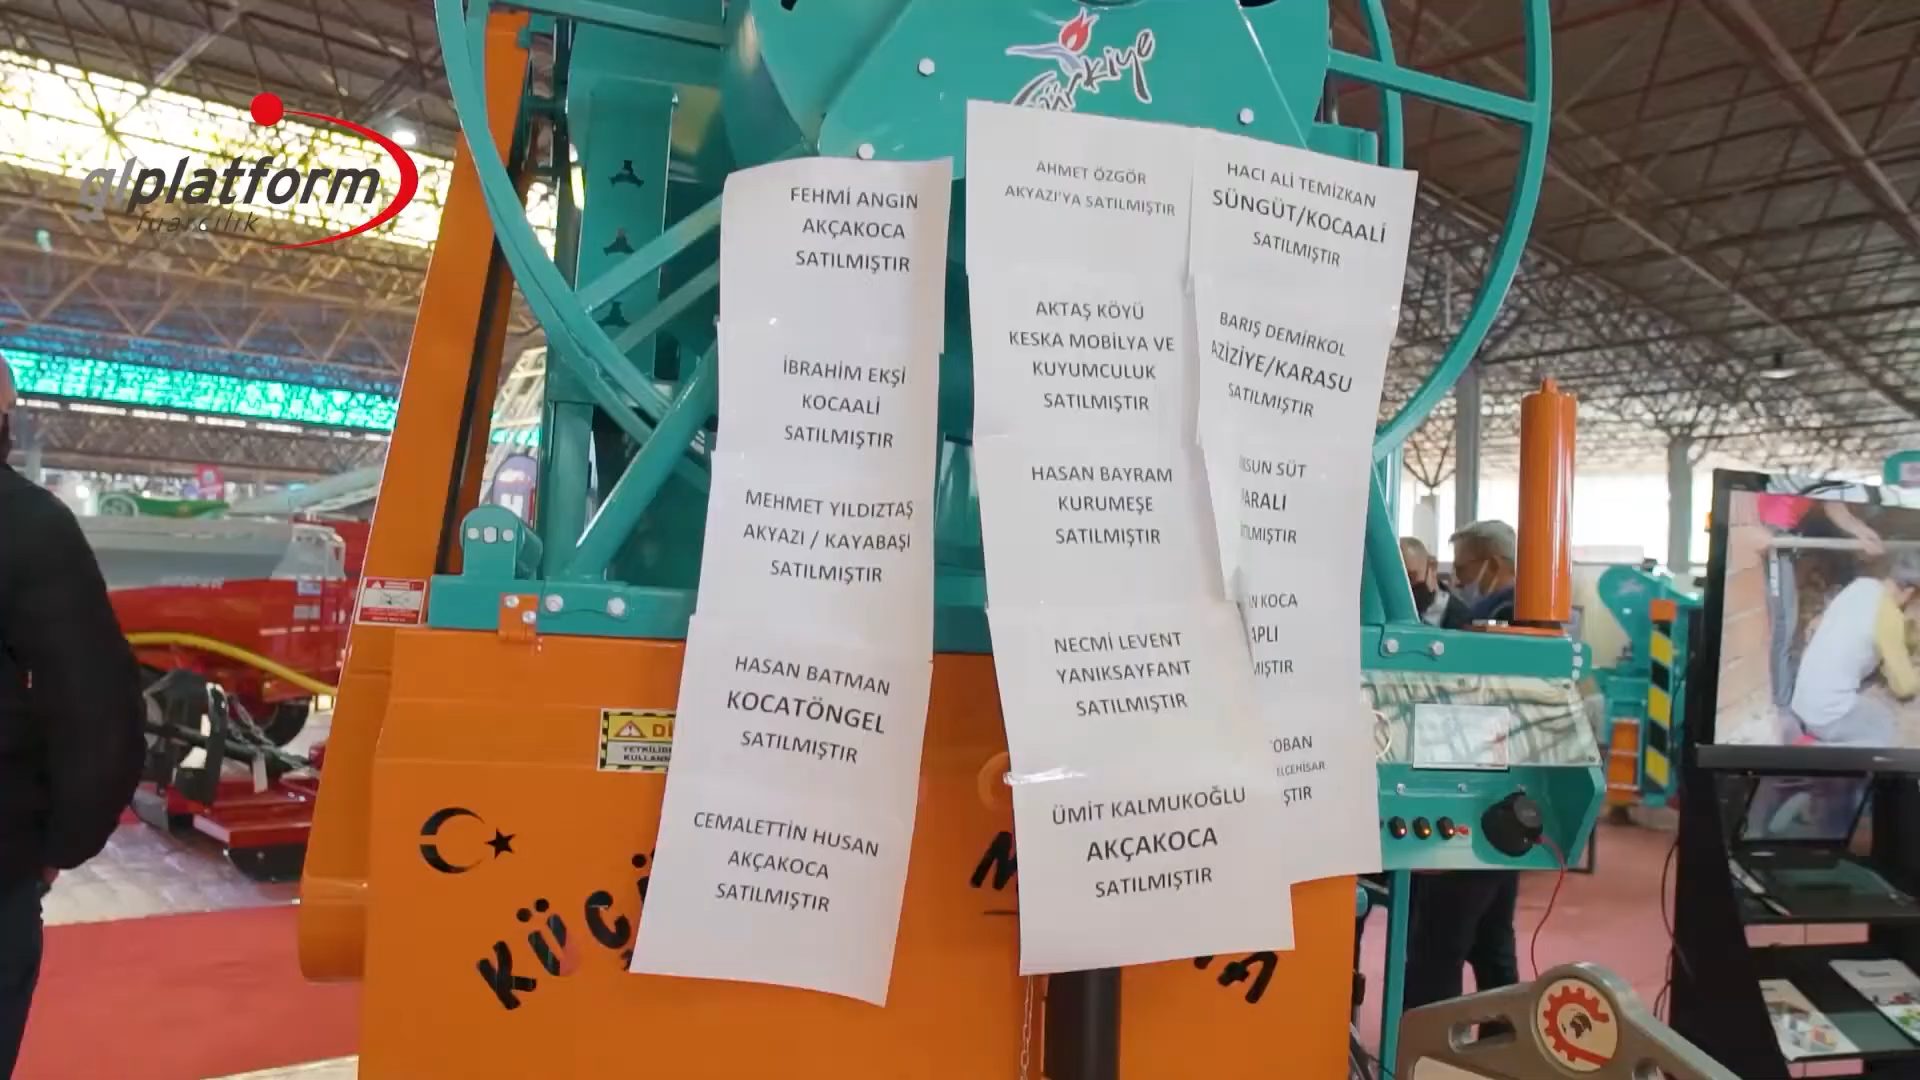 glplatform
fuarcılık
Türkiye
FEHMİ ANGIN
AKÇAKOCA
SATILMIŞTIR
İBRAHİM EKŞİ
KOCAALİ
SATILMIŞTIR
MEHMET YILDIZTAŞ
AKYAZI / KAYABAŞI
SATILMIŞTIR
HASAN BATMAN
KOCATÖNGEL
SATILMIŞTIR
CEMALETTİN HUSAN
AKÇAKOCA
SATILMIŞTIR
AHMET ÖZGÖR
AKYAZI'YA SATILMIŞTIR
AKTAŞ KÖYÜ
KESKA MOBİLYA VE
KUYUMCULUK
SATILMIŞTIR
HASAN BAYRAM
KURUMEŞE
SATILMIŞTIR
NECMİ LEVENT
YANIKSAYFANT
SATILMIŞTIR
ÜMİT KALMUKOĞLU
AKÇAKOCA
SATILMIŞTIR
HACI ALİ TEMİZKAN
SÜNGÜT/KOCAALİ
SATILMIŞTIR
BARIŞ DEMİRKOL
AZİZİYE/KARASU
SATILMIŞTIR
SÜT
KOCA